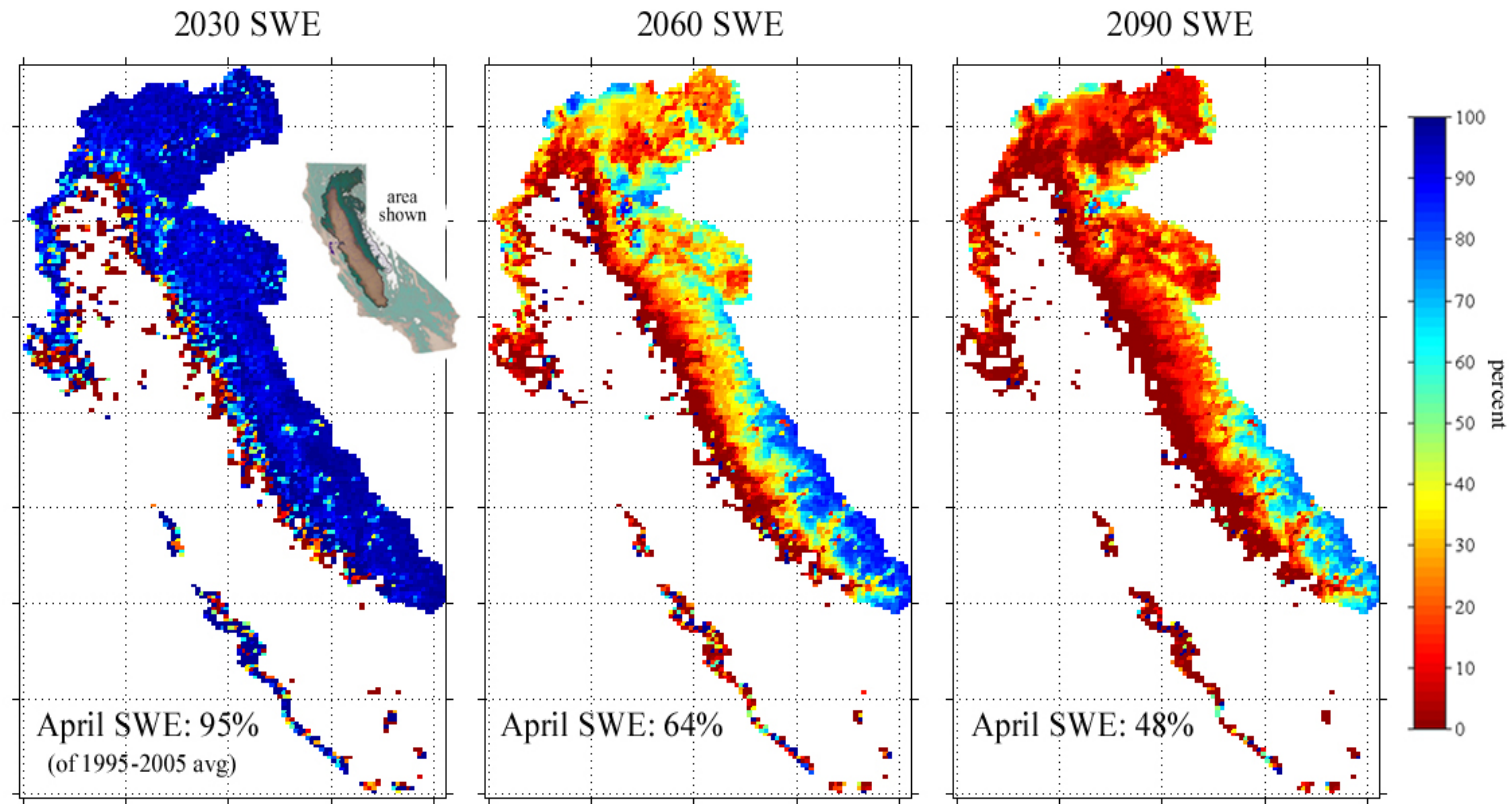 2030 SWE
2060 SWE
2090 SWE
area
shown
100
90
80
70
60
50
40
30
20
10
0
percent
April SWE: 95%
(of 1995-2005 avg)
April SWE: 64%
April SWE: 48%